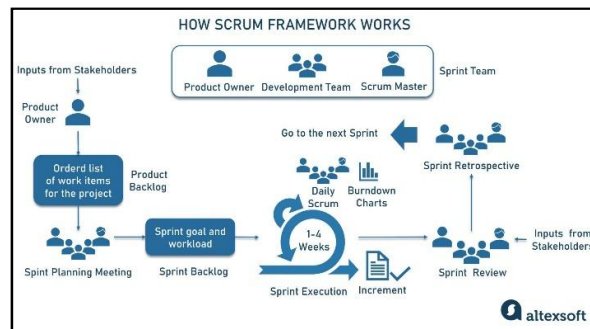 HOW SCRUM FRAMEWORK WORKS
Inputs from Stakeholders
Product
Owner
Product Owner
Development Team
Scrum Master
Sprint Team
Orderd list
of work items
for the project
Product
Backlog
Spint Planning Meeting
Sprint goal and
workload
Sprint Backlog
Daily
Scrum
Burndown
Charts
1-4
Weeks
Sprint Execution
Increment
Go to the next Sprint
Sprint Retrospective
Inputs from
Stakeholders
Sprint Review
altexsoft